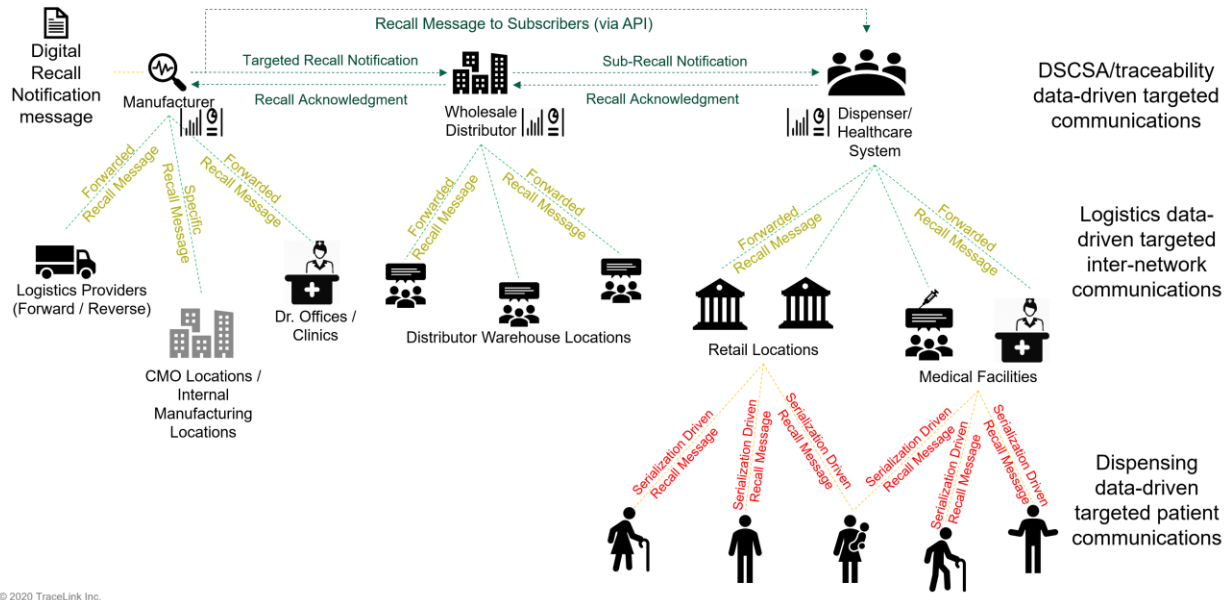 Recall Message to Subscribers (via API)
Digital
Recall
Notification
message
Manufacturer
Targeted Recall Notification
Recall Acknowledgment
Wholesale
Distributor
Sub-Recall Notification
Recall Acknowledgment
Dispenser/
Healthcare
System
DSCSA/traceability
data-driven targeted
communications
Forwarded
Recall Message
Specific
Recall Message
Forwarded
Recall Message
Forwarded
Recall Message
Forwarded
Recall Message
Forwarded
Recall Message
Forwarded
Recall Message
Logistics data-
driven targeted
inter-network
communications
Logistics Providers
(Forward / Reverse)
CMO Locations /
Internal
Manufacturing
Locations
Dr. Offices /
Clinics
Distributor Warehouse Locations
Retail Locations
Medical Facilities
Serialization Driven
Recall Message
Serialization Driven
Recall Message
Serialization Driven
Recall Message
Serialization Driven
Recall Message
Serialization Driven
Recall Message
Serialization Driven
Recall Message
Dispensing
data-driven
targeted patient
communications
© 2020 TraceLink Inc.